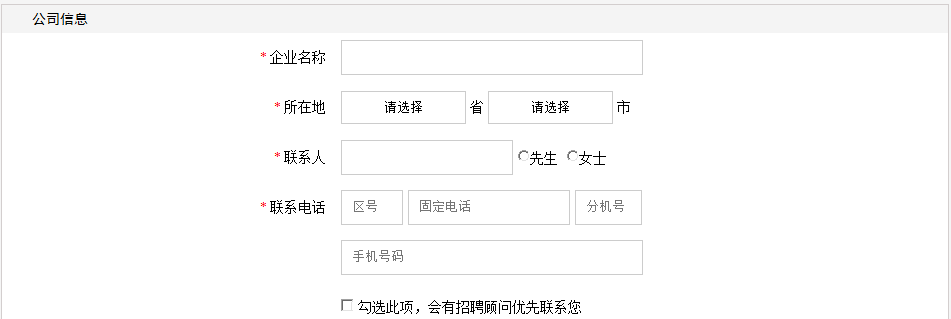 公司信息
*企业名称
*所在地 请选择 省 请选择 市
*联系人 先生 女士
*联系电话 区号 固定电话 分机号
手机号码
勾选此项，会有招聘顾问优先联系您